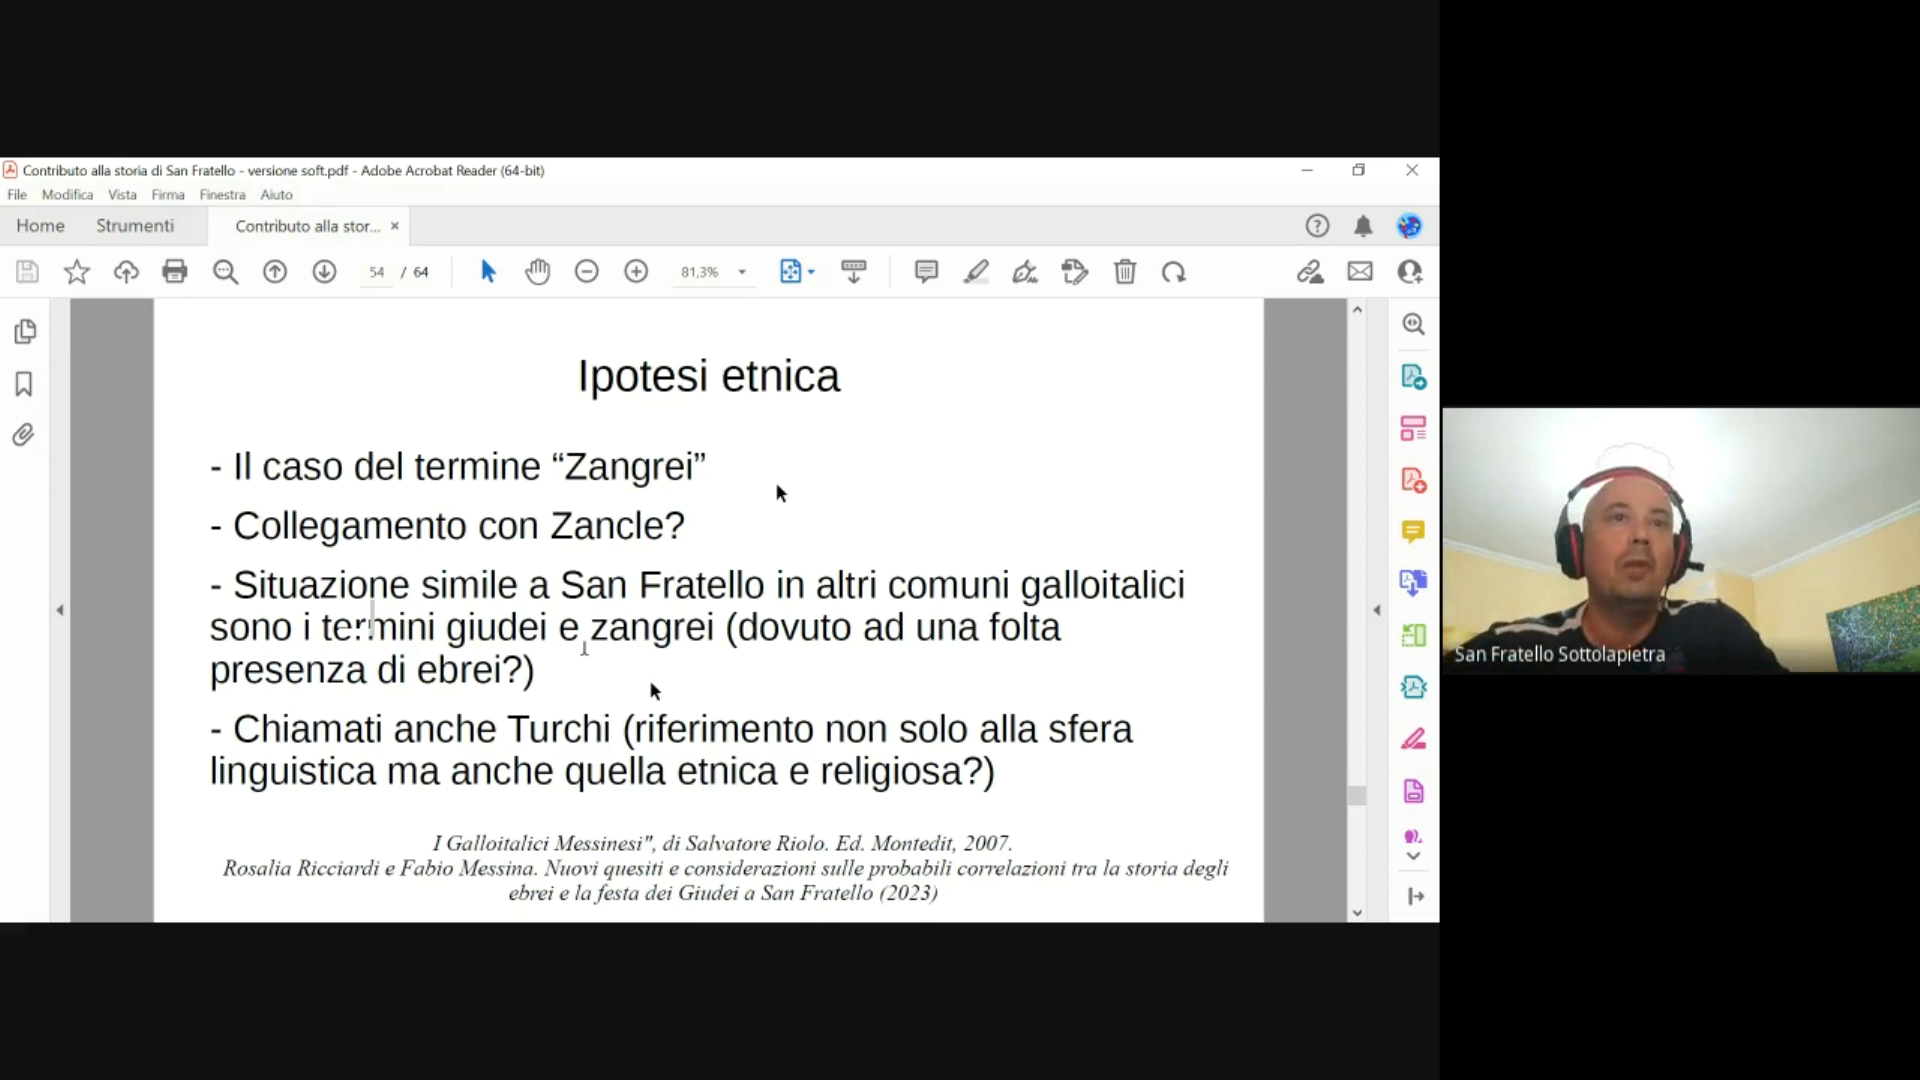 Contributo alla storia di San Fratello - versione soft.pdf - Adobe Acrobat Reader (64-bit)
File Modifica Vista Firma Finestra Aiuto
Home Strumenti Contributo alla stor...
54 / 64 81,3%
Ipotesi etnica
- Il caso del termine “Zangrei”
- Collegamento con Zancle?
- Situazione simile a San Fratello in altri comuni galloitalici
sono i termini giudei e zangrei (dovuto ad una folta
presenza di ebrei?)
- Chiamati anche Turchi (riferimento non solo alla sfera
linguistica ma anche quella etnica e religiosa?)
I Galloitalici Messinesi", di Salvatore Riolo. Ed. Montedit, 2007.
Rosalia Ricciardi e Fabio Messina. Nuovi quesiti e considerazioni sulle probabili correlazioni tra la storia degli
ebrei e la festa dei Giudei a San Fratello (2023)
San Fratello Sottolapietra